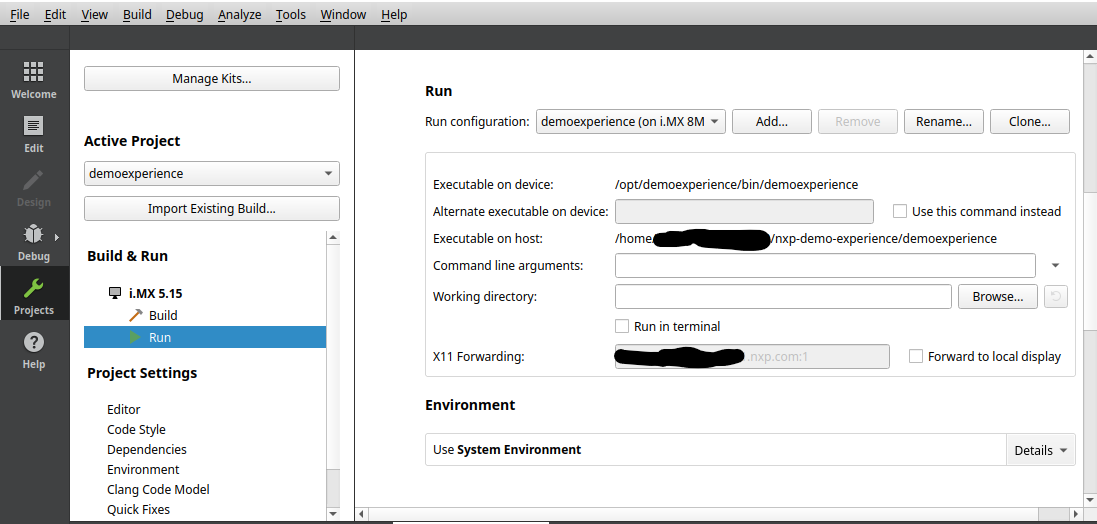 File Edit View Build Debug Analyze Tools Window Help
Welcome
Edit
Design
Debug
Projects
Help
Manage Kits...
Active Project
demoexperience
Import Existing Build...
Build & Run
i.MX 5.15
Build
Run
Project Settings
Editor
Code Style
Dependencies
Environment
Clang Code Model
Quick Fixes
Run
Run configuration: demoexperience (on i.MX 8M Add... Remove Rename... Clone...
Executable on device: /opt/demoexperience/bin/demoexperience
Alternate executable on device: Use this command instead
Executable on host: /home /nxp-demo-experience/demoexperience
Command line arguments:
Working directory: Browse...
Run in terminal
X11 Forwarding: .nxp.com:1 Forward to local display
Environment
Use System Environment Details